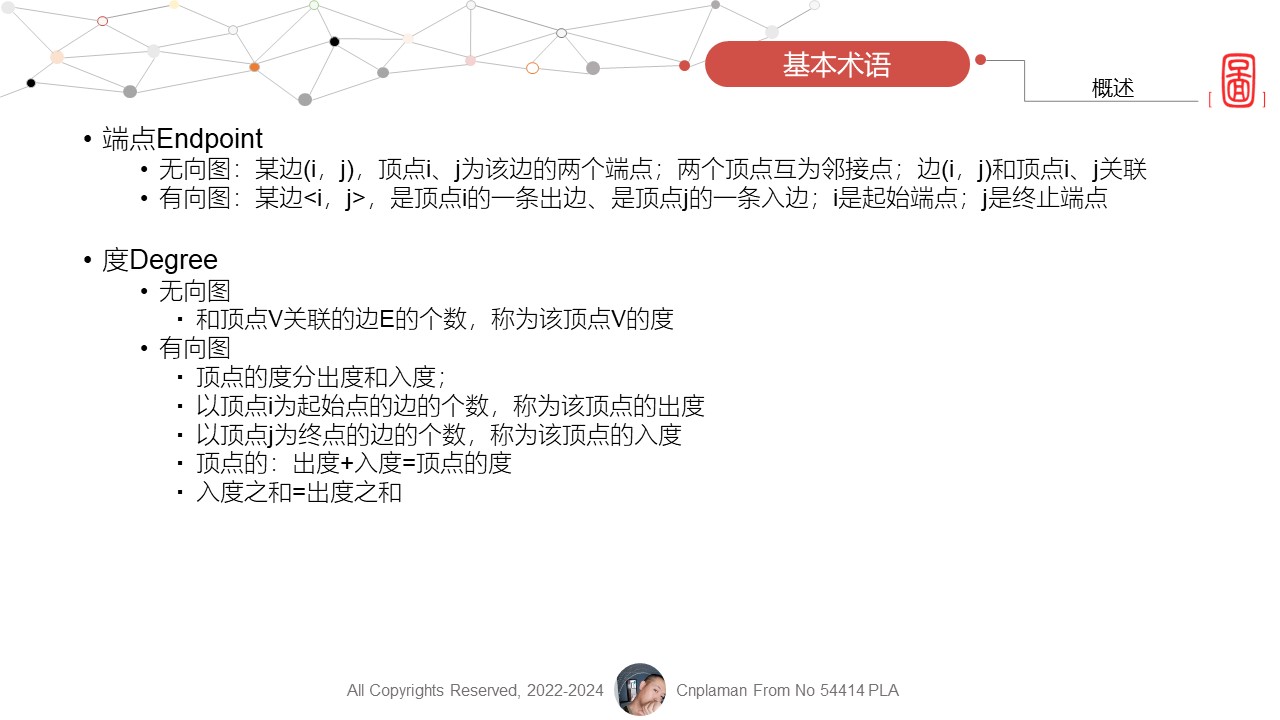 基本术语
概述
• 端点Endpoint
• 无向图：某边(i，j)，顶点i、j为该边的两个端点；两个顶点互为邻接点；边(i，j)和顶点i、j关联
• 有向图：某边<i，j>，是顶点i的一条出边、是顶点j的一条入边；i是起始端点；j是终止端点
• 度Degree
• 无向图
▪ 和顶点V关联的边E的个数，称为该顶点V的度
• 有向图
▪ 顶点的度分出度和入度；
▪ 以顶点i为起始点的边的个数，称为该顶点的出度
▪ 以顶点j为终点的边的个数，称为该顶点的入度
▪ 顶点的：出度+入度=顶点的度
▪ 入度之和=出度之和
All Copyrights Reserved, 2022-2024
Cnplaman From No 54414 PLA